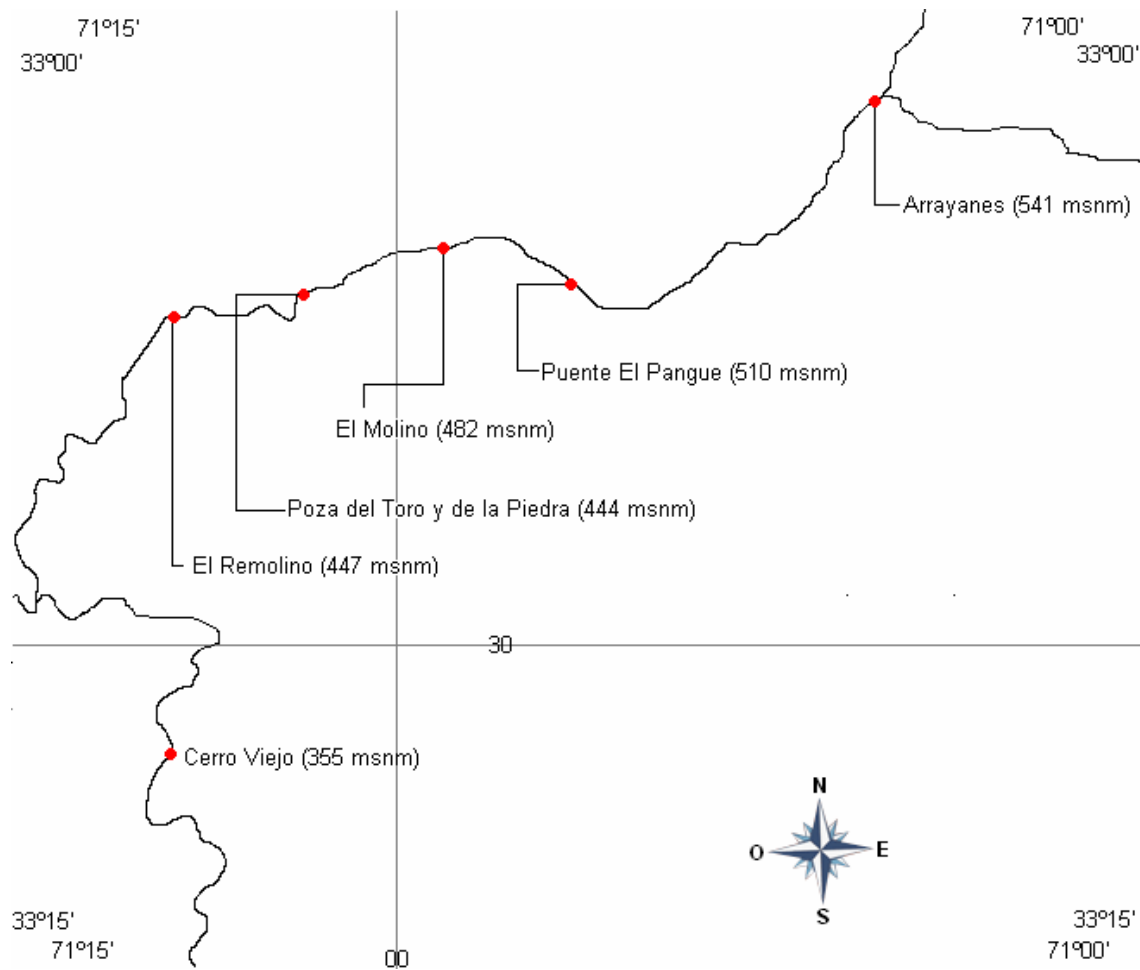 71º15'
71º00'
33º00'
33º00'
Arrayanes (541 msnm)
Puente El Pangue (510 msnm)
El Molino (482 msnm)
Poza del Toro y de la Piedra (444 msnm)
El Remolino (447 msnm)
30
Cerro Viejo (355 msnm)
N
O
E
S
33º15'
33º15'
71º15'
00
71º00'